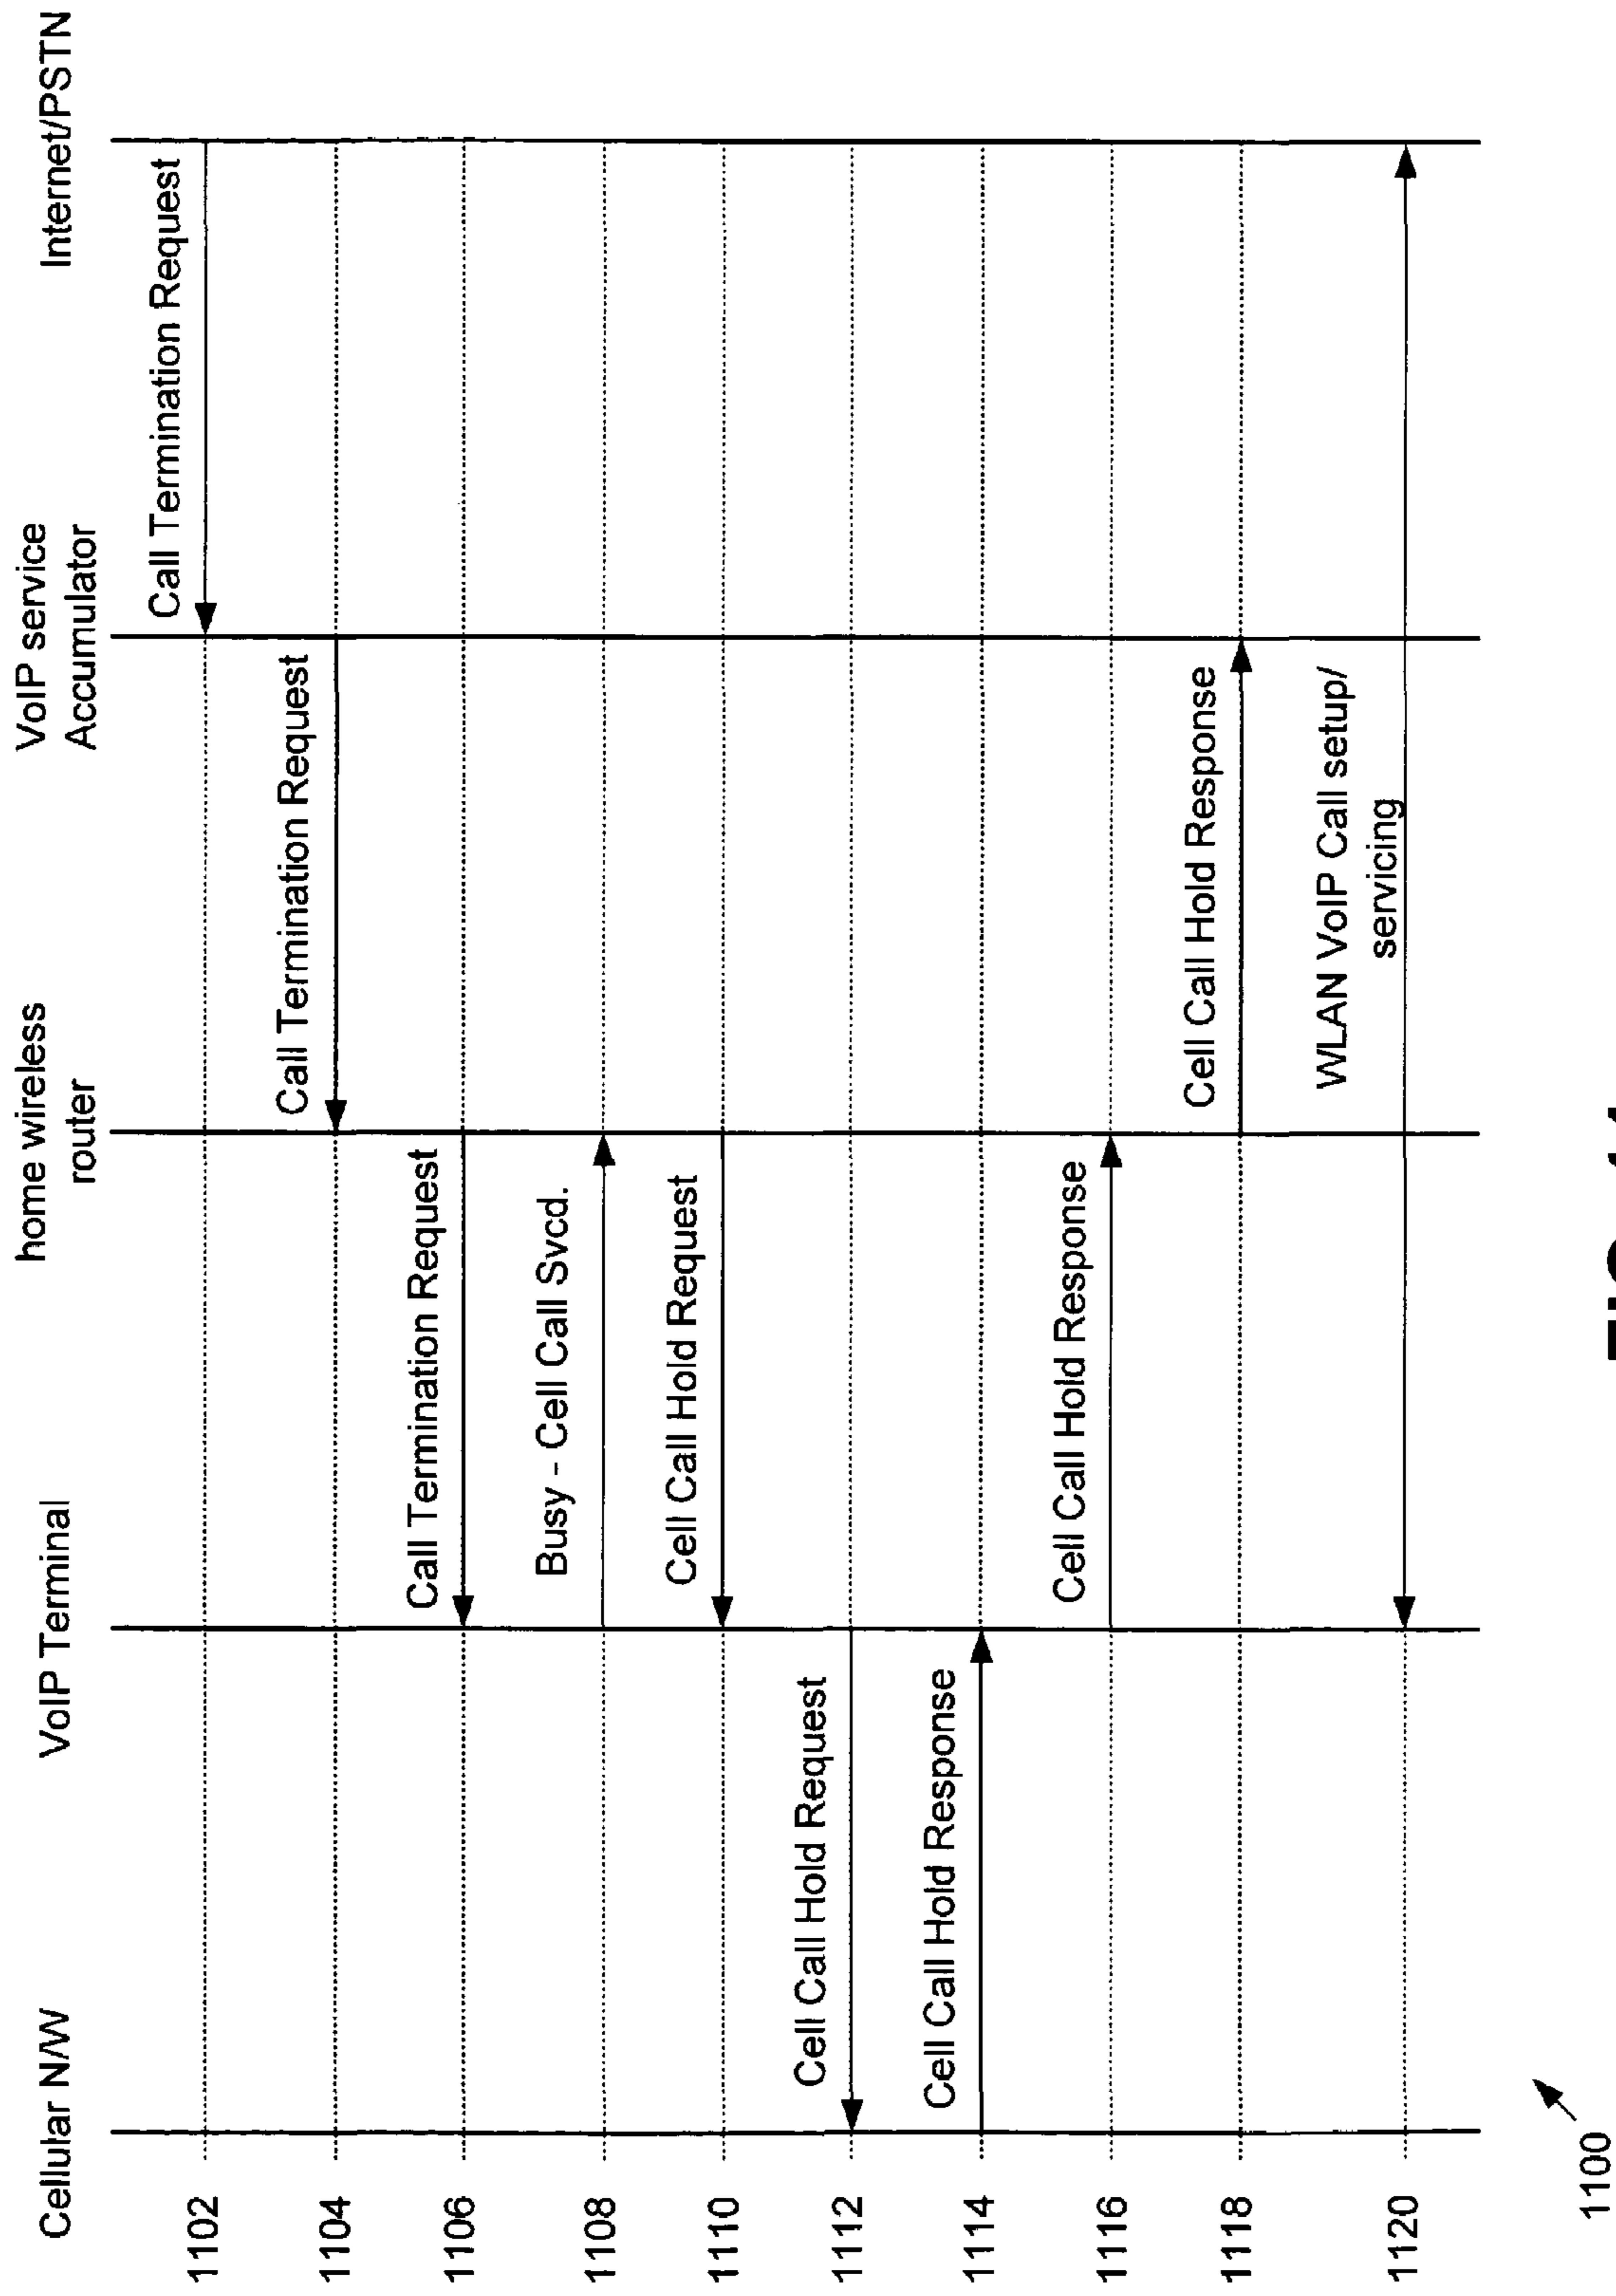 Cellular N/W
VoIP Terminal
home wireless
router
VoIP service
Accumulator
Internet/PSTN
1102
Call Termination Request
1104
Call Termination Request
1106
Call Termination Request
1108
Busy - Cell Call Svcd.
1110
Cell Call Hold Request
1112
Cell Call Hold Request
1114
Cell Call Hold Response
1116
Cell Call Hold Response
1118
Cell Call Hold Response
WLAN VoIP Call setup/
servicing
1120
1100